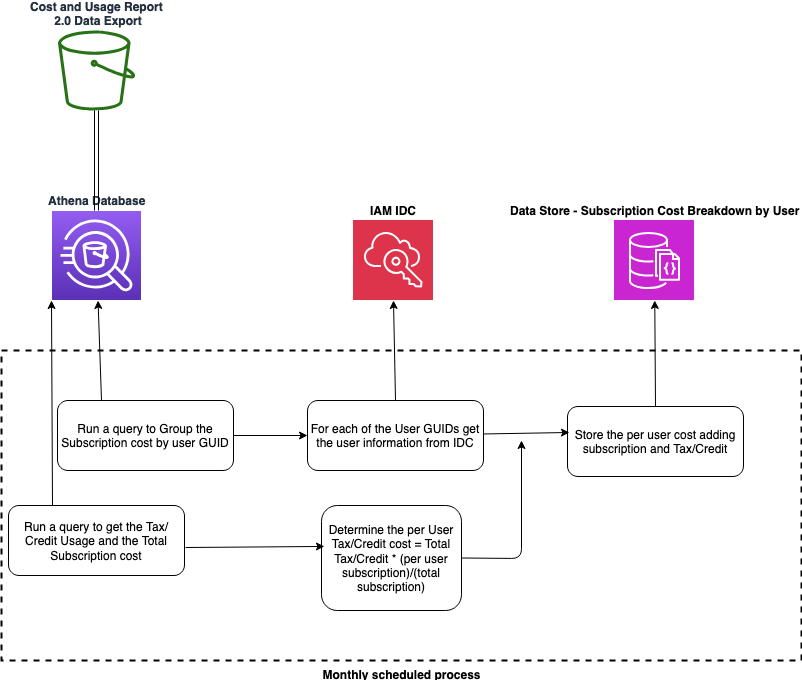 Cost and Usage Report
2.0 Data Export
Athena Database
IAM IDC
Data Store - Subscription Cost Breakdown by User
Run a query to Group the
Subscription cost by user GUID
For each of the User GUIDs get
the user information from IDC
Store the per user cost adding
subscription and Tax/Credit
Run a query to get the Tax/
Credit Usage and the Total
Subscription cost
Determine the per User
Tax/Credit cost = Total
Tax/Credit * (per user
subscription)/(total
subscription)
Monthly scheduled process